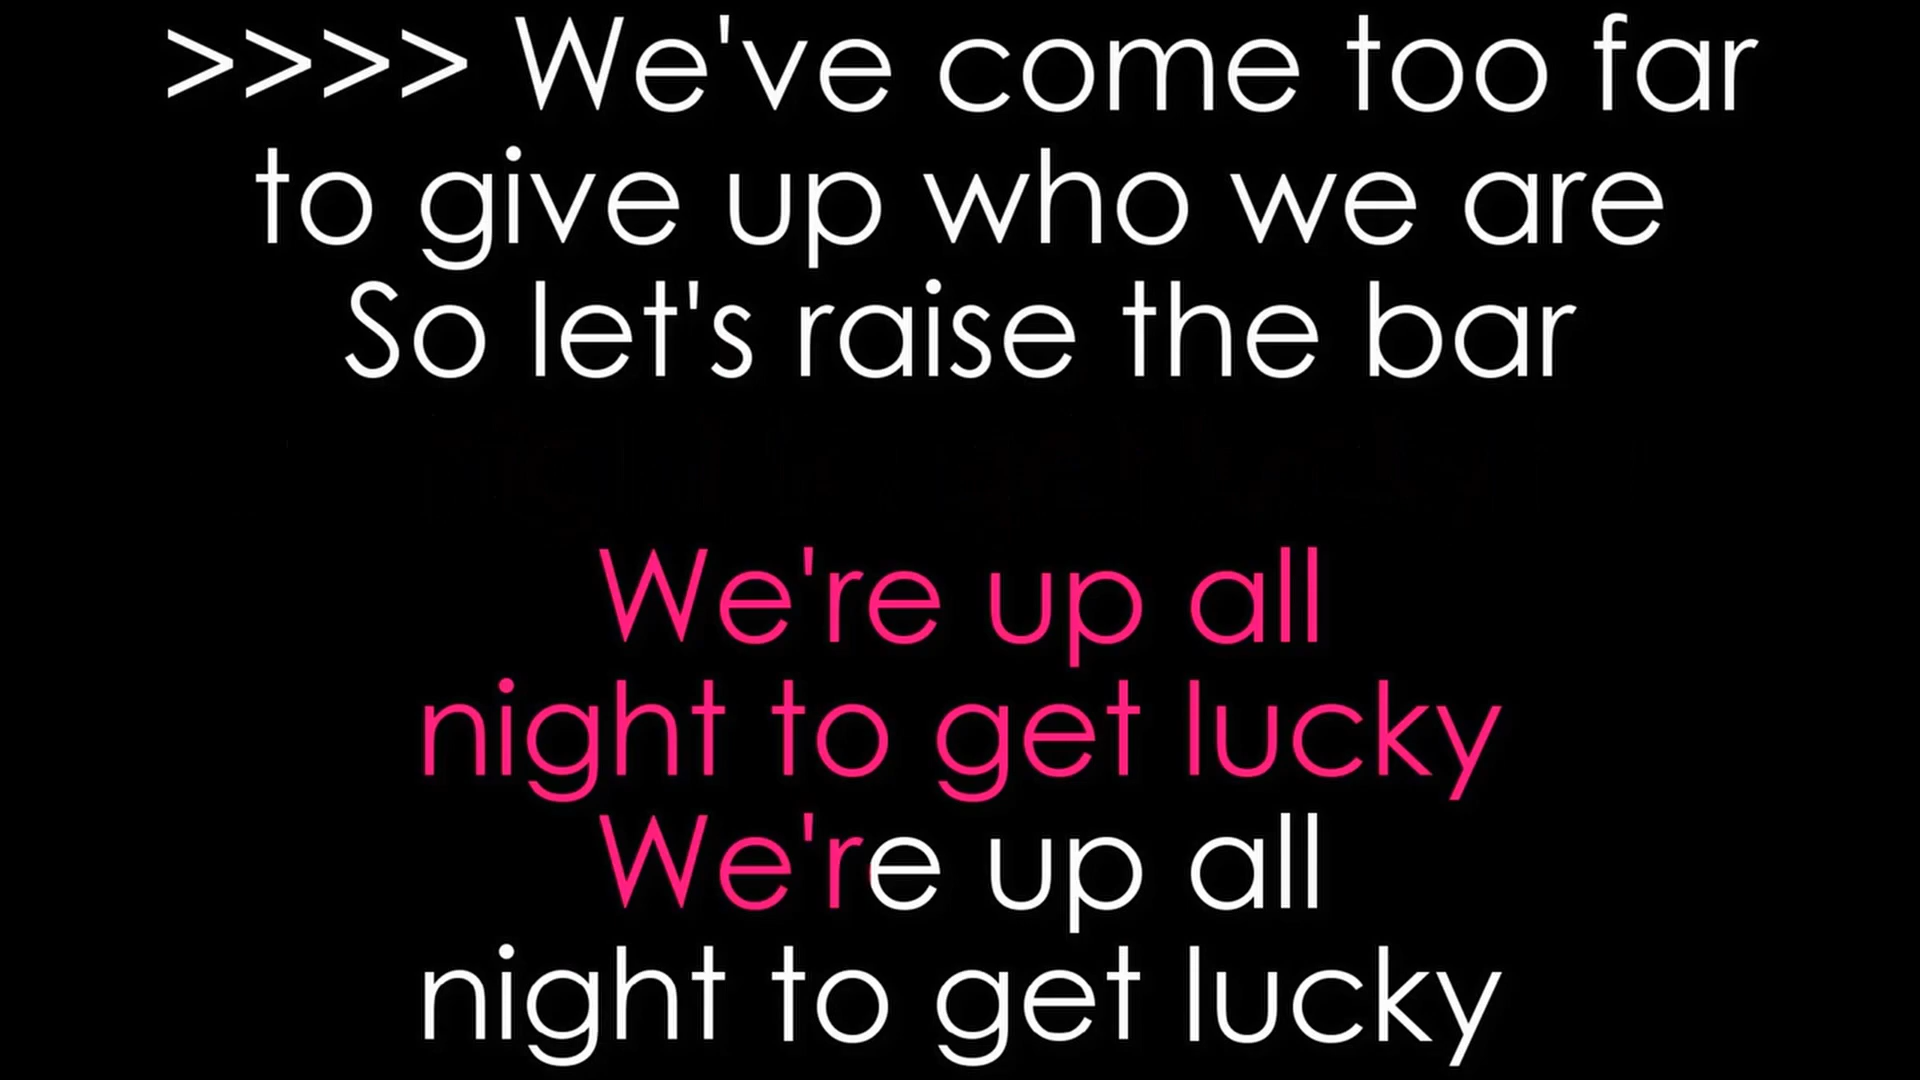 >>>> We've come too far
to give up who we are
So let's raise the bar
We're up all
night to get lucky
We're up all
night to get lucky